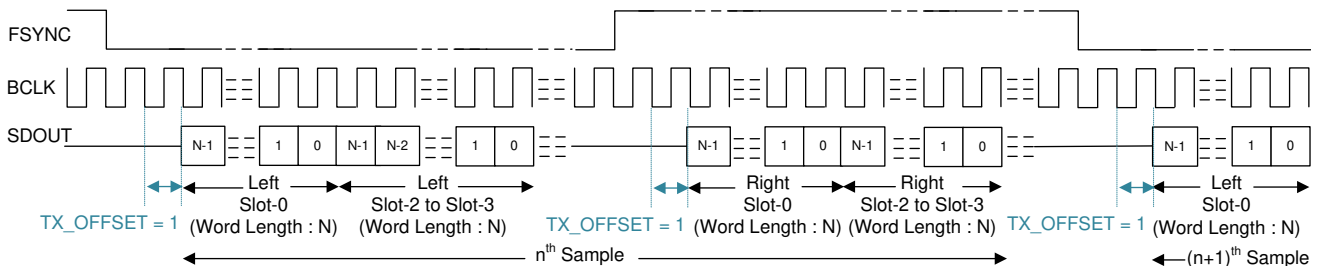 FSYNC
BCLK
SDOUT
N-1 1 0 N-1 N-2 1 0 N-1 1 0 N-1 1 0 N-1 1 0
Left Left Right Right Left
Slot-0 Slot-2 to Slot-3 Slot-0 Slot-2 to Slot-3 Slot-0
TX_OFFSET = 1 (Word Length : N) (Word Length : N) TX_OFFSET = 1 (Word Length : N) (Word Length : N) TX_OFFSET = 1 (Word Length : N)
nth Sample (n+1)th Sample